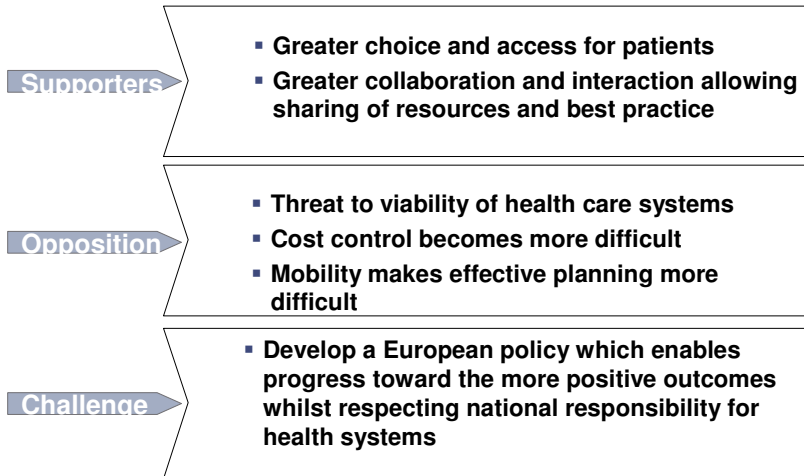 Supporters
▪ Greater choice and access for patients
▪ Greater collaboration and interaction allowing
sharing of resources and best practice
Opposition
▪ Threat to viability of health care systems
▪ Cost control becomes more difficult
▪ Mobility makes effective planning more
difficult
Challenge
▪ Develop a European policy which enables
progress toward the more positive outcomes
whilst respecting national responsibility for
health systems